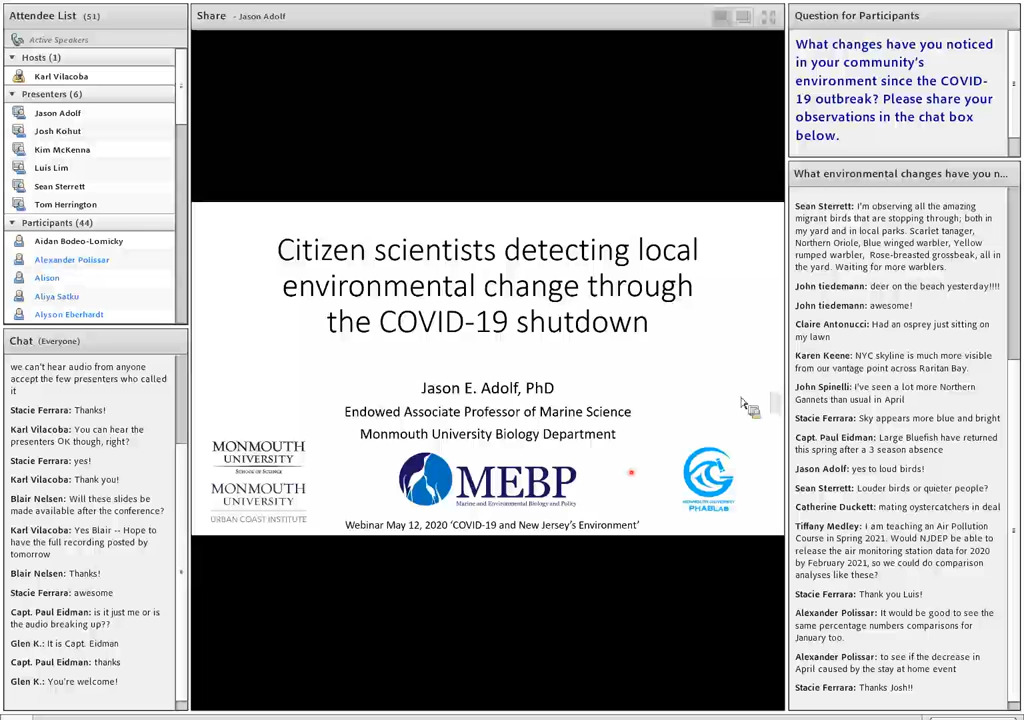 Attendee List (51)
Active Speakers
Hosts (1)
Karl Vilacoba
Presenters (6)
Jason Adolf
Josh Kohut
Kim McKenna
Luis Lim
Sean Sterrett
Tom Herrington
Participants (44)
Aidan Bodeo-Lomicky
Alexander Polissar
Alison
Aliya Satku
Alyson Eberhardt
Chat (Everyone)
we can't hear audio from anyone
accept the few presenters who called
it
Stacie Ferrara: Thanks!
Karl Vilacoba: You can hear the
presenters OK though, right?
Stacie Ferrara: yes!
Karl Vilacoba: Thank you!
Blair Nelsen: Will these slides be
made available after the conference?
Karl Vilacoba: Yes Blair -- Hope to
have the full recording posted by
tomorrow
Blair Nelsen: Thanks!
Stacie Ferrara: awesome
Capt. Paul Eidman: is it just me or is
the audio breaking up??
Glen K.: It is Capt. Eidman
Capt. Paul Eidman: thanks
Glen K.: You're welcome!
Share - Jason Adolf
Citizen scientists detecting local
environmental change through
the COVID-19 shutdown
Jason E. Adolf, PhD
Endowed Associate Professor of Marine Science
Monmouth University Biology Department
MONMOUTH
UNIVERSITY
SCHOOL OF SCIENCE
MONMOUTH
UNIVERSITY
URBAN COAST INSTITUTE
MEBP
Marine and Environmental Biology and Policy
MONMOUTH UNIVERSITY
PHABLAB
Webinar May 12, 2020 ‘COVID-19 and New Jersey’s Environment’
Question for Participants
What changes have you noticed
in your community's
environment since the COVID-
19 outbreak? Please share your
observations in the chat box
below.
What environmental changes have you n...
Sean Sterrett: I'm observing all the amazing
migrant birds that are stopping through; both in
my yard and in local parks. Scarlet tanager,
Northern Oriole, Blue winged warbler, Yellow
rumped warbler, Rose-breasted grossbeak, all in
the yard. Waiting for more warblers.
John tiedemann: deer on the beach yesterday!!!!
John tiedemann: awesome!
Claire Antonucci: Had an osprey just sitting on
my lawn
Karen Keene: NYC skyline is much more visible
from our vantage point across Raritan Bay.
John Spinelli: I've seen a lot more Northern
Gannets than usual in April
Stacie Ferrara: Sky appears more blue and bright
Capt. Paul Eidman: Large Bluefish have returned
this spring after a 3 season absence
Jason Adolf: yes to loud birds!
Sean Sterrett: Louder birds or quieter people?
Catherine Duckett: mating oystercatchers in deal
Tiffany Medley: I am teaching an Air Pollution
Course in Spring 2021. Would NJDEP be able to
release the air monitoring station data for 2020
by February 2021, so we could do comparison
analyses like these?
Stacie Ferrara: Thank you Luis!
Alexander Polissar: It would be good to see the
same percentage numbers comparisons for
January too.
Alexander Polissar: to see if the decrease in
April caused by the stay at home event
Stacie Ferrara: Thanks Josh!!